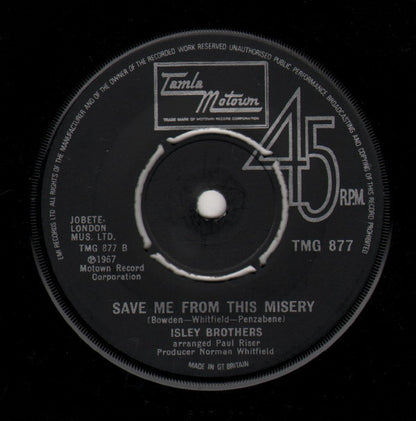 EMI RECORDS LTD ALL RIGHTS OF THE MANUFACTURER AND OF THE OWNER OF THE RECORDED WORK RESERVED UNAUTHORISED PUBLIC PERFORMANCE BROADCASTING AND COPYING OF THIS RECORD PROHIBITED
Tamla
Motown
TRADE MARK OF MOTOWN RECORD CORPORATION
45
R.P.M.
JOBETE-
LONDON
MUS. LTD.
TMG 877 B
℗1967
Motown Record
Corporation
TMG 877
SAVE ME FROM THIS MISERY
(Bowden—Whitfield—Penzabene)
ISLEY BROTHERS
arranged Paul Riser
Producer Norman Whitfield
MADE IN GT BRITAIN